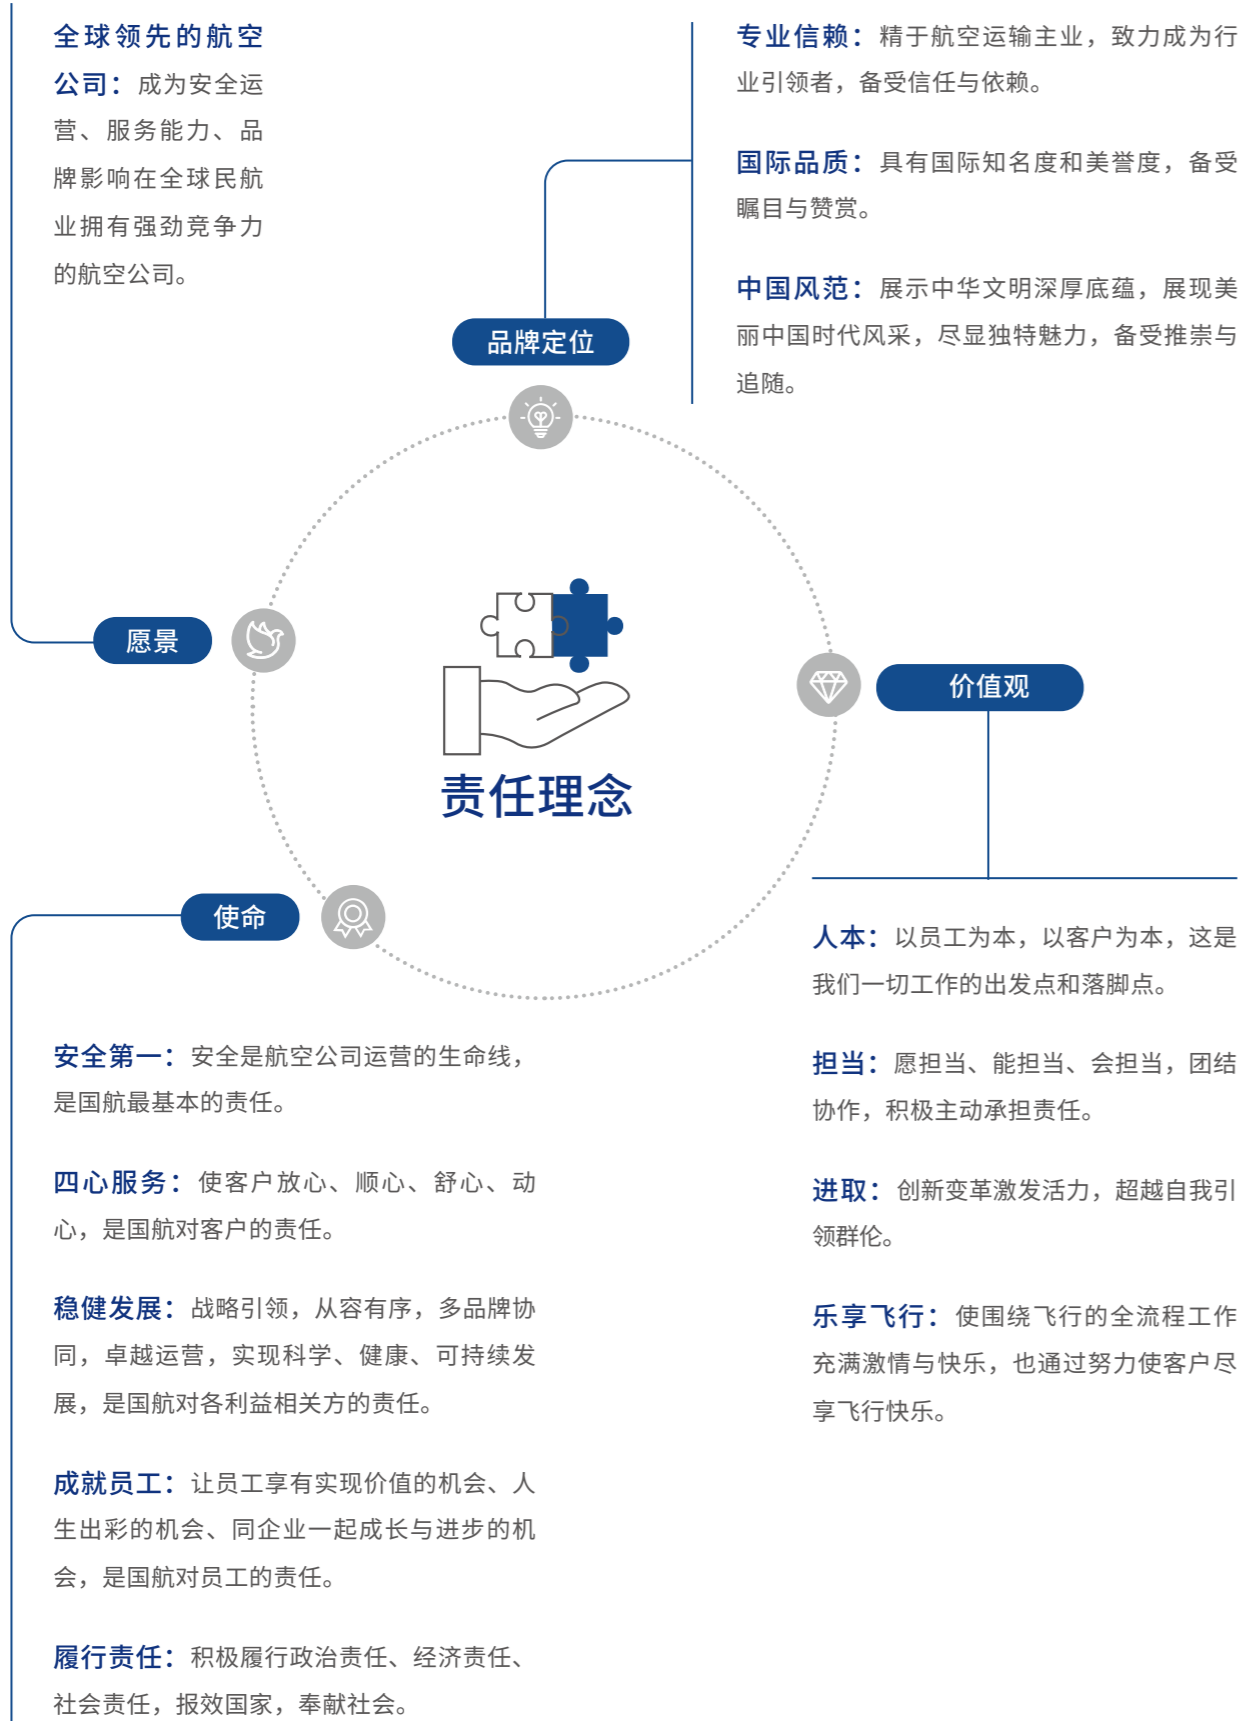 全球领先的航空
公司：成为安全运
营、服务能力、品
牌影响在全球民航
业拥有强劲竞争力
的航空公司。
专业信赖：精于航空运输主业，致力成为行
业引领者，备受信任与依赖。
国际品质：具有国际知名度和美誉度，备受
瞩目与赞赏。
中国风范：展示中华文明深厚底蕴，展现美
丽中国时代风采，尽显独特魅力，备受推崇与
追随。
品牌定位
愿景
价值观
责任理念
使命
安全第一：安全是航空公司运营的生命线，
是国航最基本的责任。
四心服务：使客户放心、顺心、舒心、动
心，是国航对客户的责任。
稳健发展：战略引领，从容有序，多品牌协
同，卓越运营，实现科学、健康、可持续发
展，是国航对各利益相关方的责任。
成就员工：让员工享有实现价值的机会、人
生出彩的机会、同企业一起成长与进步的机
会，是国航对员工的责任。
履行责任：积极履行政治责任、经济责任、
社会责任，报效国家，奉献社会。
人本：以员工为本，以客户为本，这是
我们一切工作的出发点和落脚点。
担当：愿担当、能担当、会担当，团结
协作，积极主动承担责任。
进取：创新变革激发活力，超越自我引
领群伦。
乐享飞行：使围绕飞行的全流程工作
充满激情与快乐，也通过努力使客户尽
享飞行快乐。